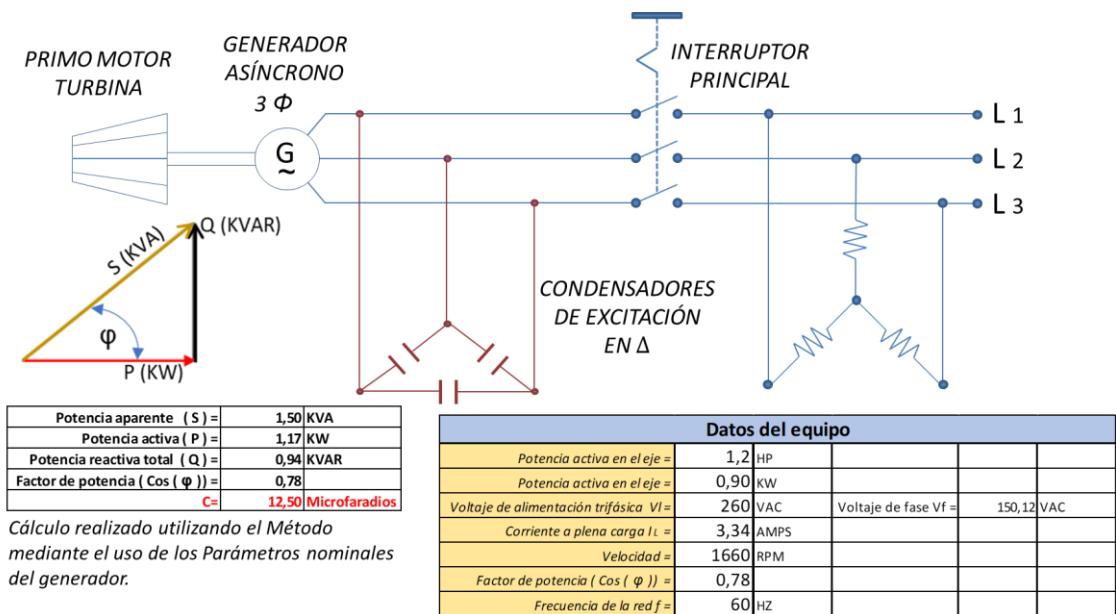 PRIMO MOTOR
TURBINA
GENERADOR
ASÍNCRONO
3 Φ
G
~
INTERRUPTOR
PRINCIPAL
L 1
L 2
L 3
Q (KVAR)
S (KVA)
φ
P (KW)
CONDENSADORES
DE EXCITACIÓN
EN Δ
Potencia aparente ( S ) = 1,50 KVA
Potencia activa ( P ) = 1,17 KW
Potencia reactiva total ( Q ) = 0,94 KVAR
Factor de potencia ( Cos ( φ )) = 0,78
C= 12,50 Microfaradios
Cálculo realizado utilizando el Método
mediante el uso de los Parámetros nominales
del generador.
Datos del equipo
Potencia activa en el eje = 1,2 HP
Potencia activa en el eje = 0,90 KW
Voltaje de alimentación trifásica Vl = 260 VAC Voltaje de fase Vf = 150,12 VAC
Corriente a plena carga IL = 3,34 AMPS
Velocidad = 1660 RPM
Factor de potencia ( Cos ( φ )) = 0,78
Frecuencia de la red f = 60 HZ